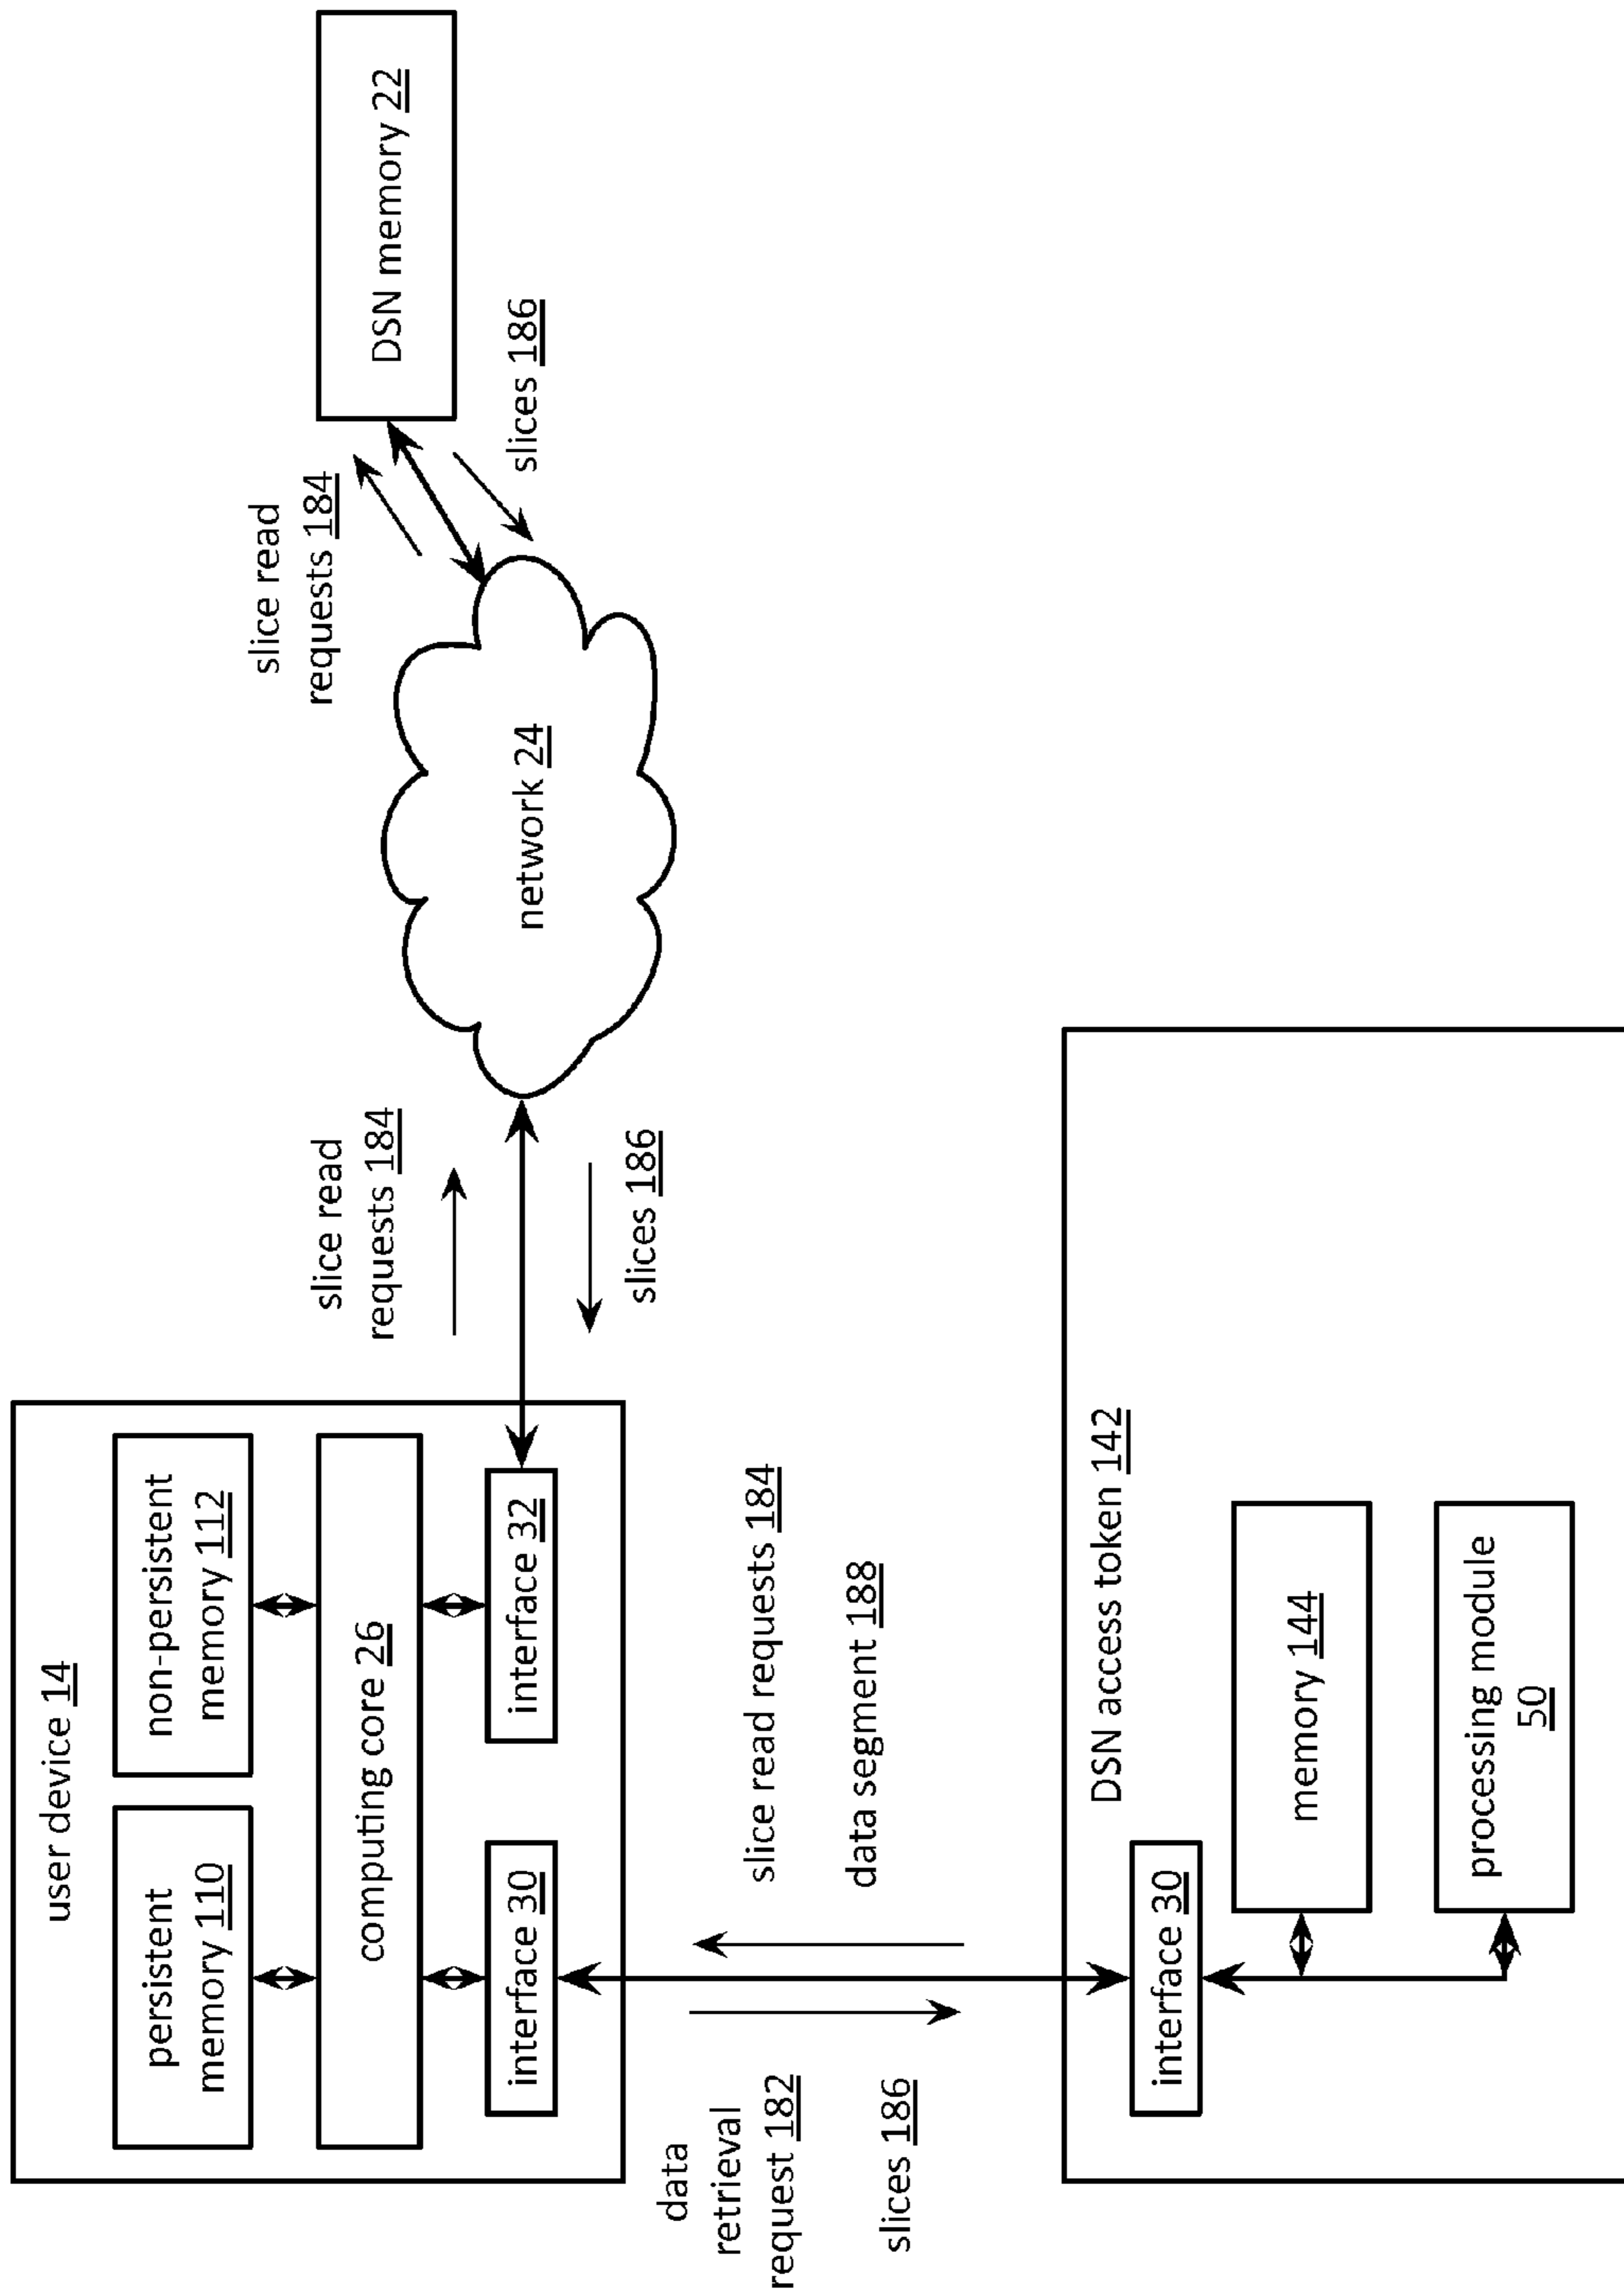 user device 14
persistent
memory 110
non-persistent
memory 112
computing core 26
interface 30
interface 32
slice read
requests 184
slices 186
network 24
slice read
requests 184
slices 186
DSN memory 22
data
retrieval
request 182
slices 186
slice read requests 184
data segment 188
DSN access token 142
interface 30
memory 144
processing module
50